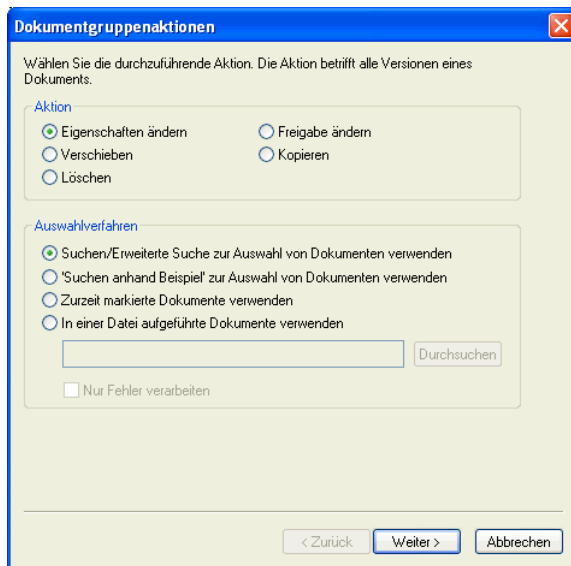 Dokumentgruppenaktionen
Wählen Sie die durchzuführende Aktion. Die Aktion betrifft alle Versionen eines
Dokuments.
Aktion
Eigenschaften ändern
Freigabe ändern
Verschieben
Kopieren
Löschen
Auswahlverfahren
Suchen/Erweiterte Suche zur Auswahl von Dokumenten verwenden
'Suchen anhand Beispiel' zur Auswahl von Dokumenten verwenden
Zurzeit markierte Dokumente verwenden
In einer Datei aufgeführte Dokumente verwenden
Durchsuchen
Nur Fehler verarbeiten
< Zurück Weiter > Abbrechen